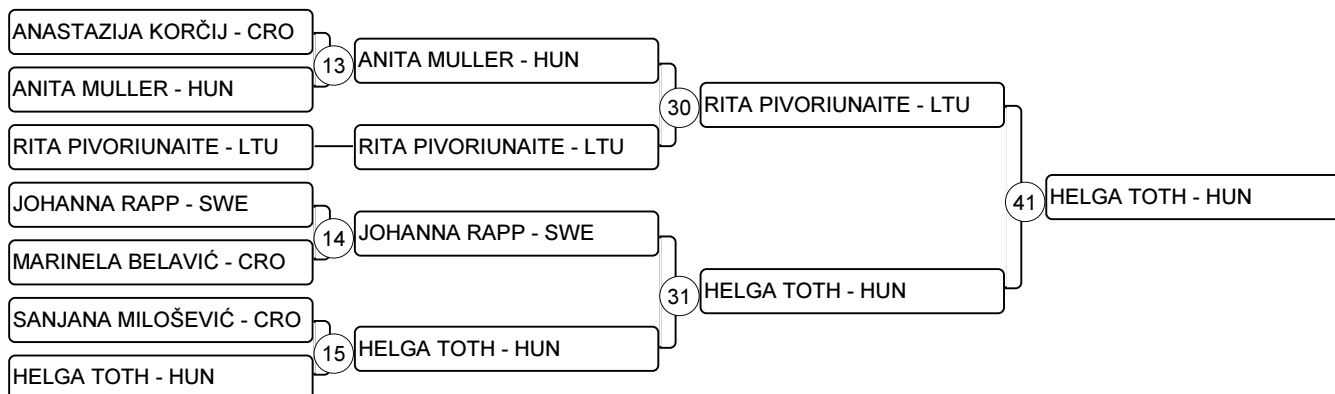 ANASTAZIJA KORČIJ - CRO
13
ANITA MULLER - HUN
ANITA MULLER - HUN
30
RITA PIVORIUNAITE - LTU
RITA PIVORIUNAITE - LTU
RITA PIVORIUNAITE - LTU
41
HELGA TOTH - HUN
JOHANNA RAPP - SWE
14
JOHANNA RAPP - SWE
MARINELA BELAVIĆ - CRO
31
HELGA TOTH - HUN
SANJANA MILOŠEVIĆ - CRO
15
HELGA TOTH - HUN
HELGA TOTH - HUN